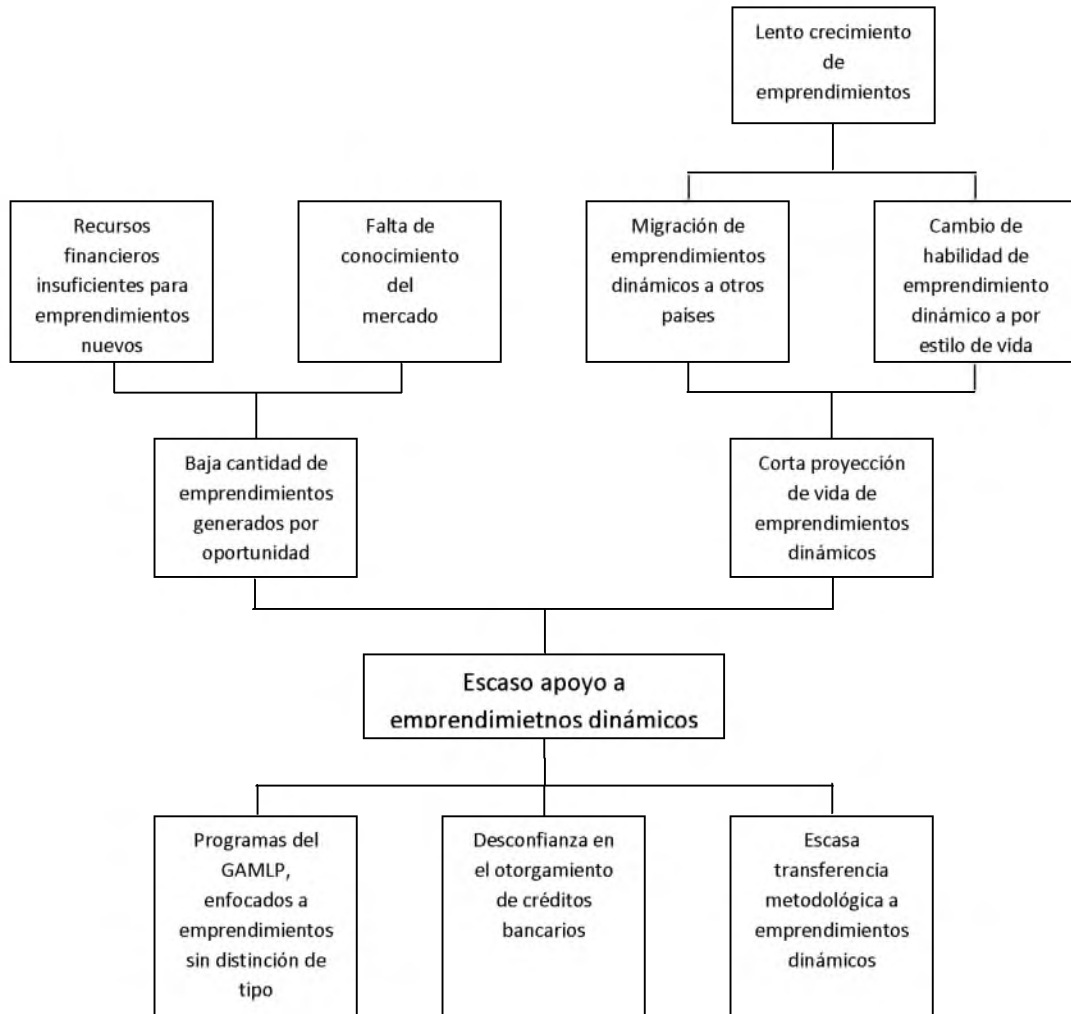 Lento crecimiento
de
emprendimientos
Recursos
financieros
insuficientes para
emprendimientos
nuevos
Falta de
conocimiento
del
mercado
Migración de
emprendimientos
dinámicos a otros
países
Cambio de
habilidad de
emprendimiento
dinámico a por
estilo de vida
Baja cantidad de
emprendimientos
generados por
oportunidad
Corta proyección
de vida de
emprendimientos
dinámicos
Escaso apoyo a
emprendimietnos dinámicos
Programas del
GAMLP,
enfocados a
emprendimientos
sin distinción de
tipo
Desconfianza en
el otorgamiento
de créditos
bancarios
Escasa
transferencia
metodológica a
emprendimientos
dinámicos